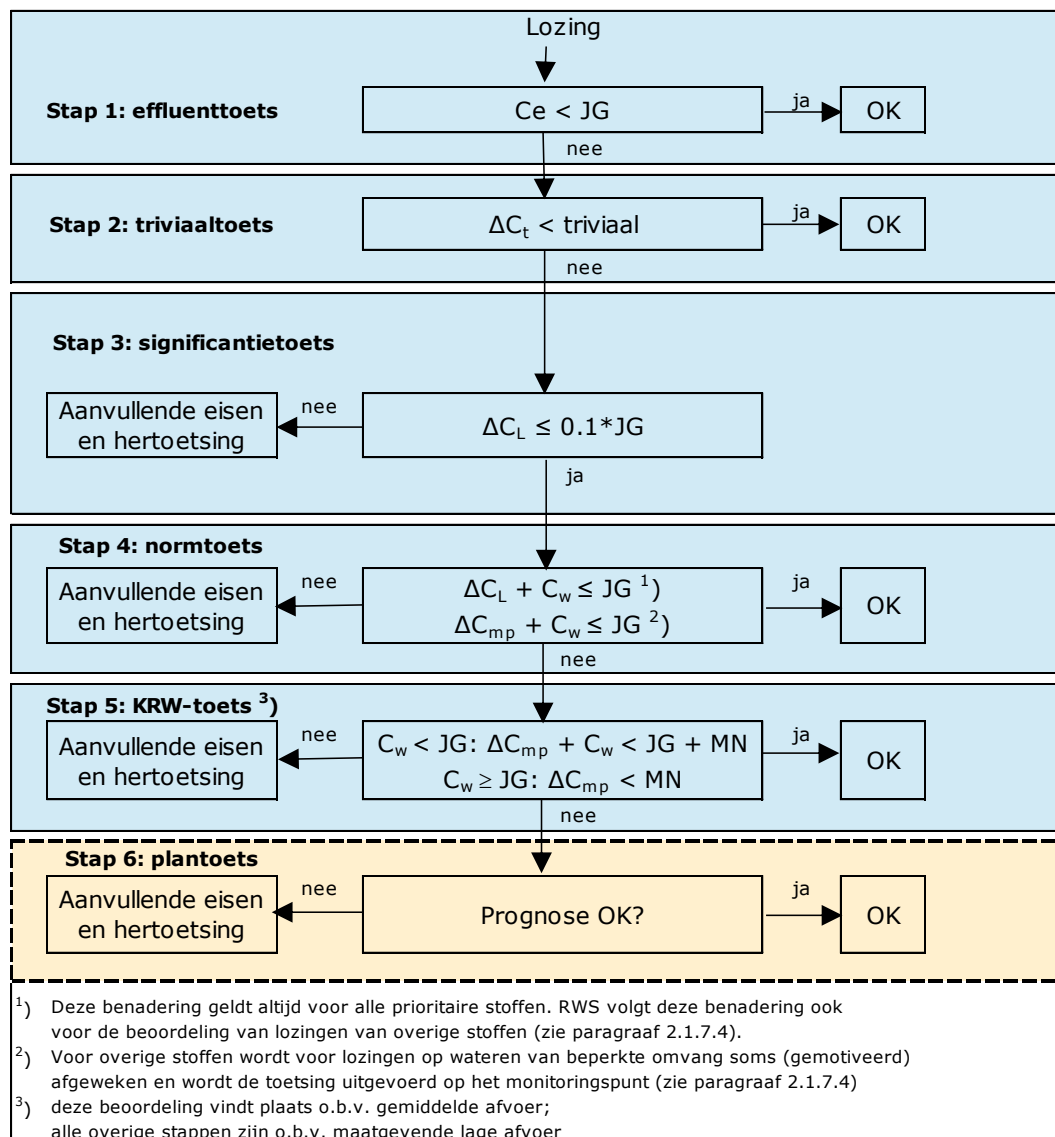 Lozing
Stap 1: effluenttoets
Ce < JG
ja
OK
nee
Stap 2: triviaaltoets
ΔCt < triviaal
ja
OK
nee
Stap 3: significantietoets
Aanvullende eisen
en hertoetsing
nee
ΔCL ≤ 0.1*JG
ja
Stap 4: normtoets
Aanvullende eisen
en hertoetsing
nee
ΔCL + Cw ≤ JG 1)
ΔCmp + Cw ≤ JG 2)
ja
OK
nee
Stap 5: KRW-toets 3)
Aanvullende eisen
en hertoetsing
nee
Cw < JG: ΔCmp + Cw < JG + MN
Cw ≥ JG: ΔCmp < MN
ja
OK
nee
Stap 6: plantoets
Aanvullende eisen
en hertoetsing
nee
Prognose OK?
ja
OK
1) Deze benadering geldt altijd voor alle prioritaire stoffen. RWS volgt deze benadering ook
voor de beoordeling van lozingen van overige stoffen (zie paragraaf 2.1.7.4).
2) Voor overige stoffen wordt voor lozingen op wateren van beperkte omvang soms (gemotiveerd)
afgeweken en wordt de toetsing uitgevoerd op het monitoringspunt (zie paragraaf 2.1.7.4)
3) deze beoordeling vindt plaats o.b.v. gemiddelde afvoer;
alle overige stappen zijn o.b.v. maatgevende lage afvoer